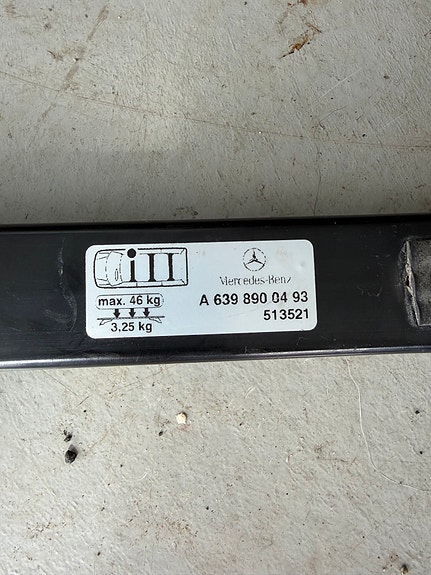 i
max. 46 kg
3,25 kg
Mercedes-Benz
A 639 890 04 93
513521